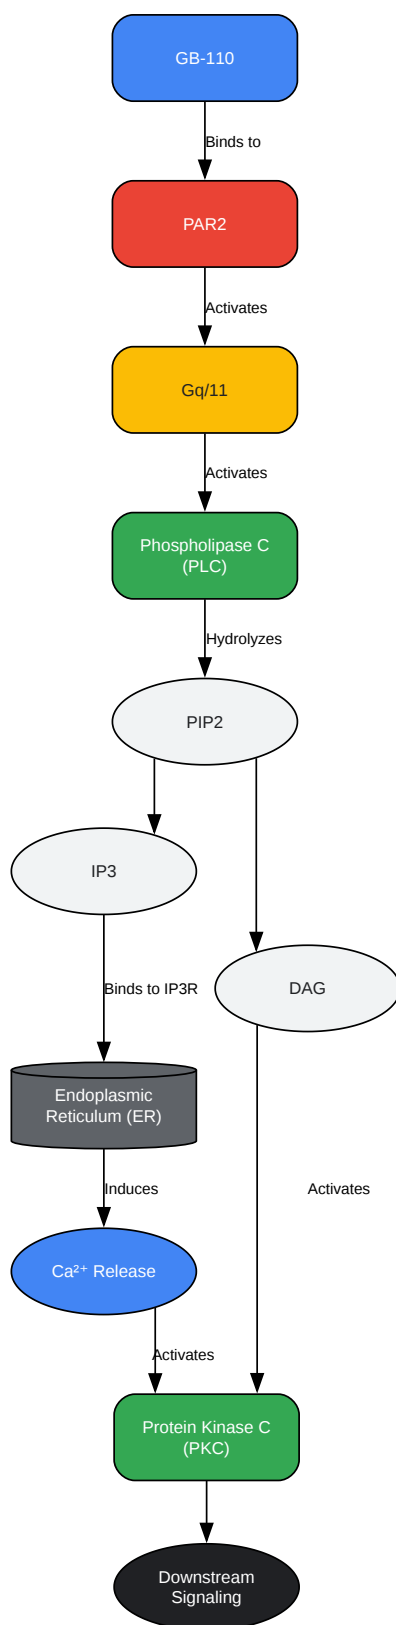 GB-110
Binds to
PAR2
Activates
Gq/11
Activates
Phospholipase C
(PLC)
Hydrolyzes
PIP2
IP3
Binds to IP3R
DAG
Endoplasmic
Reticulum (ER)
Induces
Activates
Ca²⁺ Release
Activates
Protein Kinase C
(PKC)
Downstream
Signaling